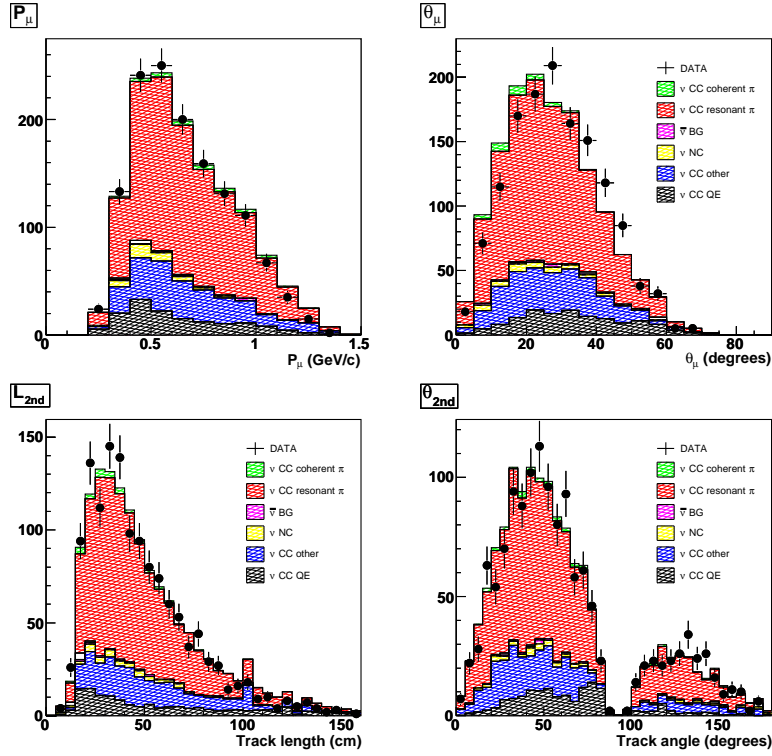 P_μ
200
100
0
0.5
1
1.5
P_μ (GeV/c)
θ_μ
DATA
ν CC coherent π
ν CC resonant π
ν̅ BG
ν NC
ν CC other
ν CC QE
200
150
100
50
0
0
20
40
60
80
θ_μ (degrees)
L_2nd
DATA
ν CC coherent π
ν CC resonant π
ν̅ BG
ν NC
ν CC other
ν CC QE
150
100
50
0
0
50
100
150
Track length (cm)
θ_2nd
DATA
ν CC coherent π
ν CC resonant π
ν̅ BG
ν NC
ν CC other
ν CC QE
100
50
0
0
50
100
150
Track angle (degrees)